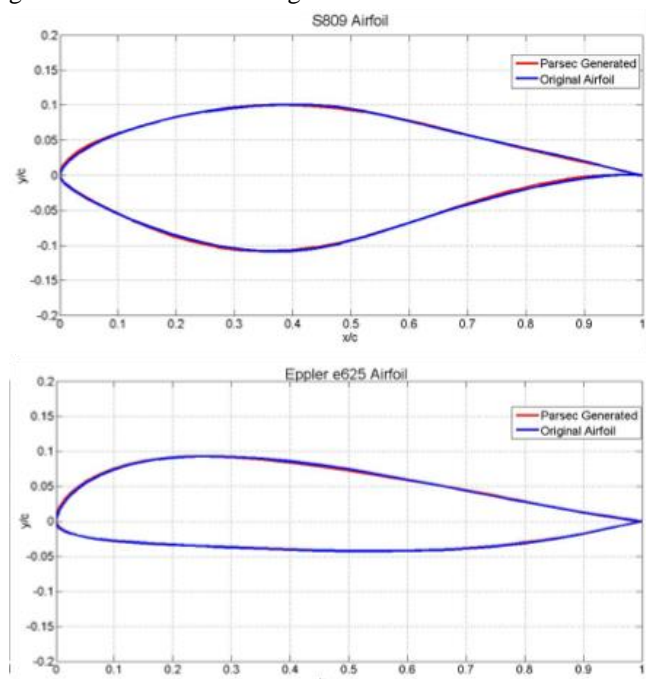 S809 Airfoil
0.2
0.15
0.1
0.05
0
-0.05
-0.1
-0.15
-0.2
y/c
Parsec Generated
Original Airfoil
0 0.1 0.2 0.3 0.4 0.5 0.6 0.7 0.8 0.9 1
x/c
Eppler e625 Airfoil
0.2
0.15
0.1
0.05
0
-0.05
-0.1
-0.15
-0.2
y/c
Parsec Generated
Original Airfoil
0 0.1 0.2 0.3 0.4 0.5 0.6 0.7 0.8 0.9 1